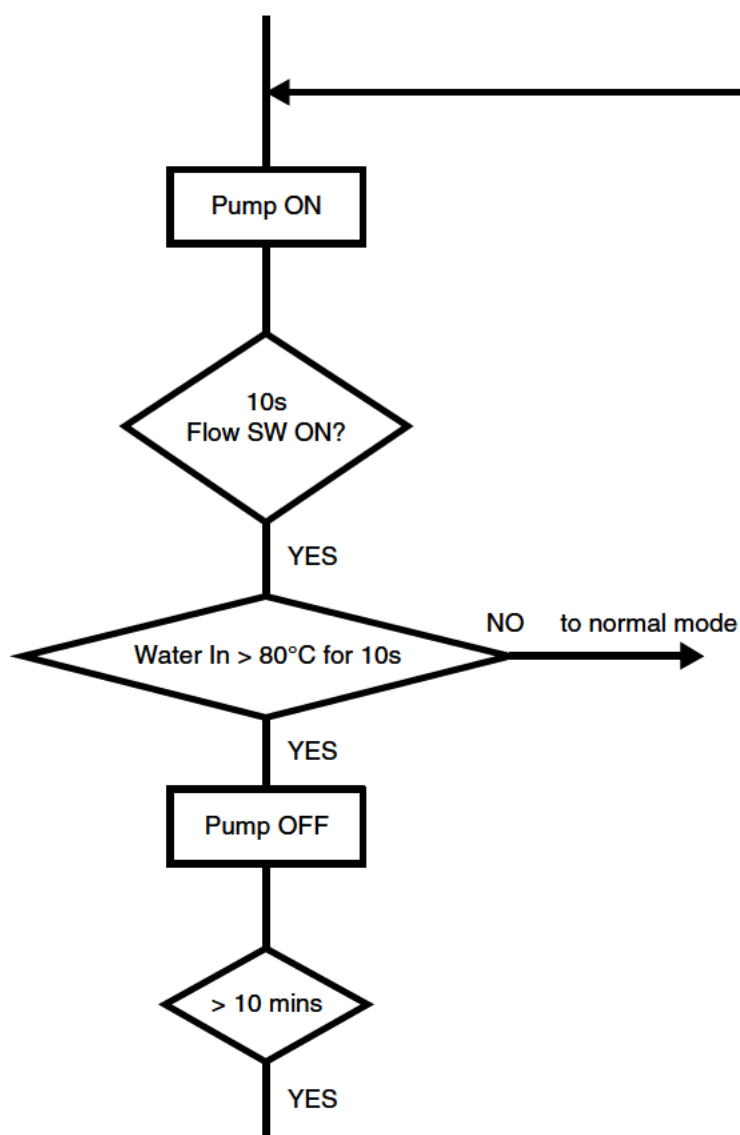 Pump ON
10s
Flow SW ON?
YES
Water In > 80°C for 10s
NO to normal mode
YES
Pump OFF
> 10 mins
YES